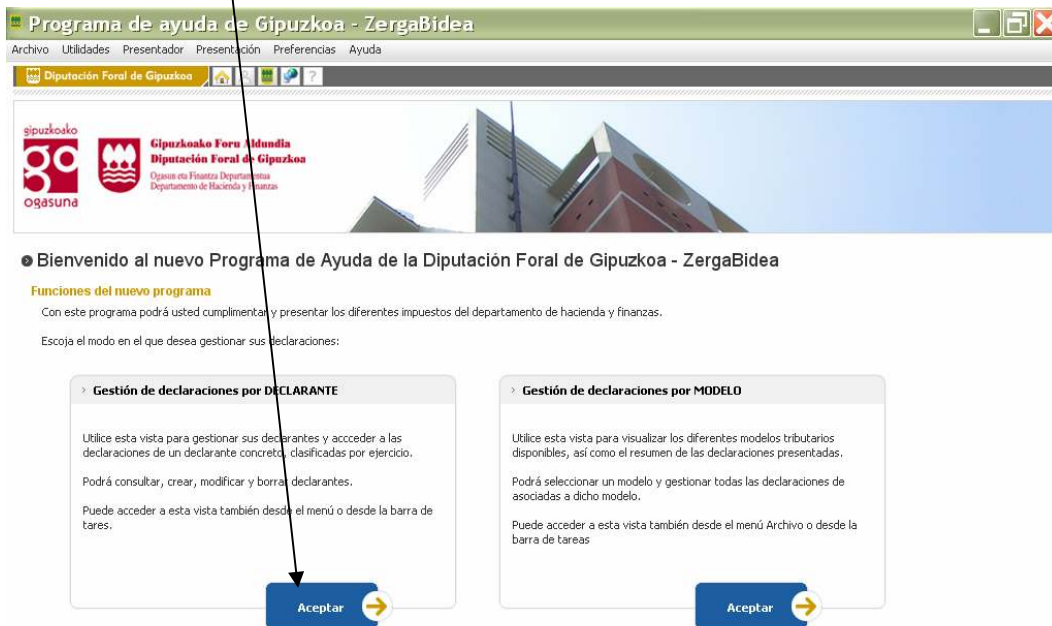 Programa de ayuda de Gipuzkoa - ZergaBidea
Archivo Utilidades Presentador Presentación Preferencias Ayuda
Diputación Foral de Gipuzkoa
gipuzkoako
go
ogasuna
Gipuzkoako Foru Aldundia
Diputación Foral de Gipuzkoa
Ogasun eta Finantza Departamentua
Departamento de Hacienda y Finanzas
Bienvenido al nuevo Programa de Ayuda de la Diputación Foral de Gipuzkoa - ZergaBidea
Funciones del nuevo programa
Con este programa podrá usted cumplimentar y presentar los diferentes impuestos del departamento de hacienda y finanzas.
Escoja el modo en el que desea gestionar sus declaraciones:
Gestión de declaraciones por DECLARANTE
Utilice esta vista para gestionar sus declarantes y accceder a las
declaraciones de un declarante concreto, clasificadas por ejercicio.
Podrá consultar, crear, modificar y borrar declarantes.
Puede acceder a esta vista también desde el menú o desde la barra de
tares.
Aceptar
Gestión de declaraciones por MODELO
Utilice esta vista para visualizar los diferentes modelos tributarios
disponibles, así como el resumen de las declaraciones presentadas.
Podrá seleccionar un modelo y gestionar todas las declaraciones de
asociadas a dicho modelo.
Puede acceder a esta vista también desde el menú Archivo o desde la
barra de tareas
Aceptar